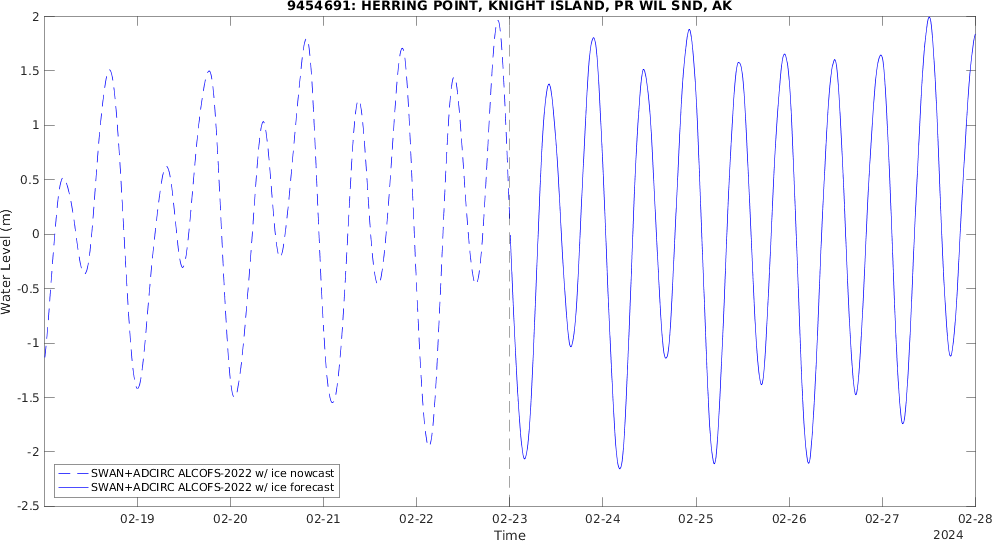 9454691: HERRING POINT, KNIGHT ISLAND, PR WIL SND, AK
2
1.5
1
0.5
0
-0.5
-1
-1.5
-2
-2.5
Water Level (m)
SWAN+ADCIRC ALCOFS-2022 w/ ice nowcast
SWAN+ADCIRC ALCOFS-2022 w/ ice forecast
02-19 02-20 02-21 02-22 02-23 02-24 02-25 02-26 02-27 02-28
Time
2024